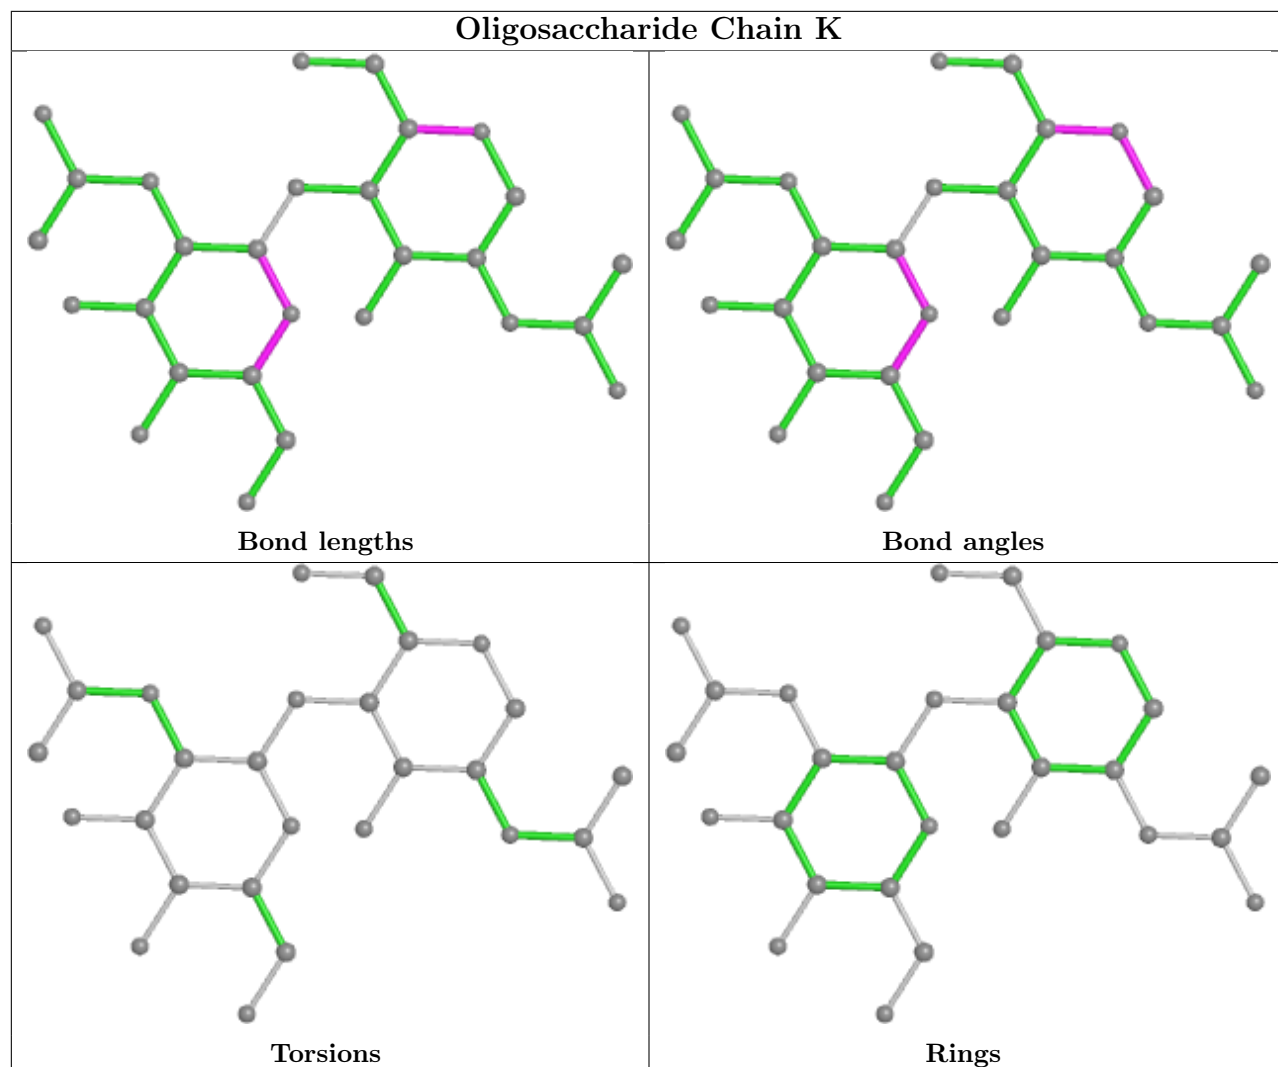 Oligosaccharide Chain K
Bond lengths
Bond angles
Torsions
Rings